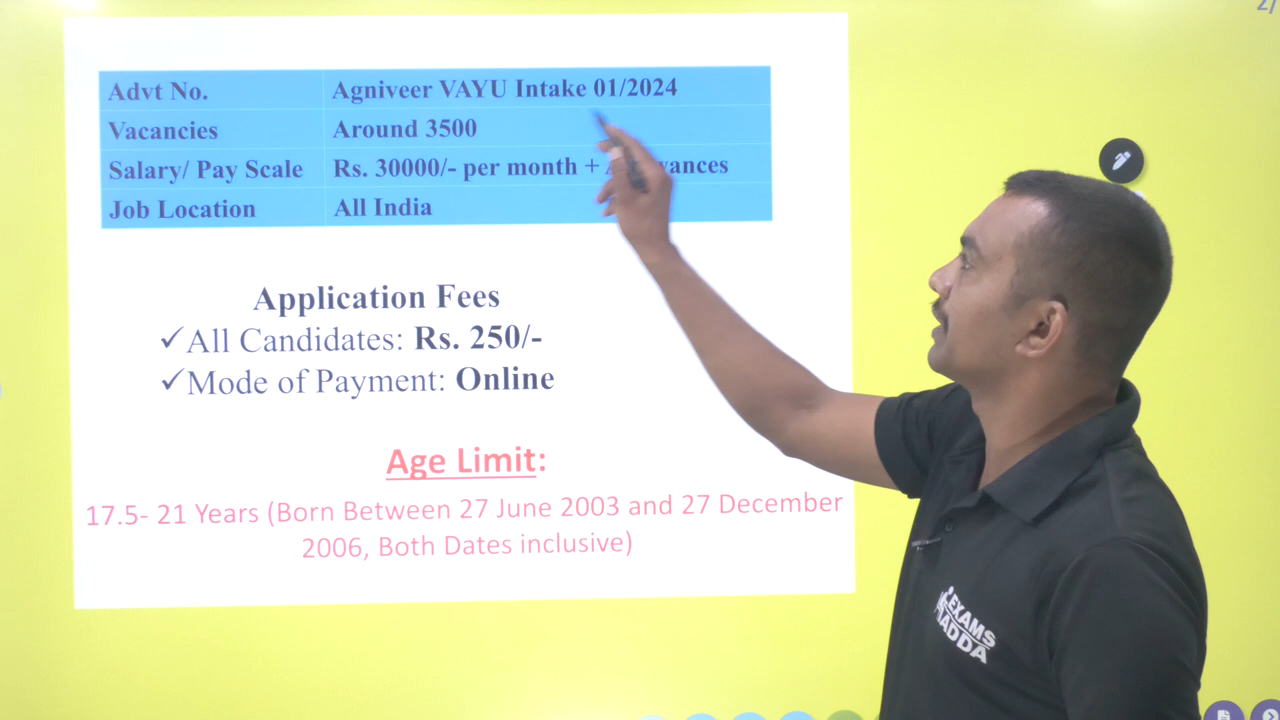 2/
Advt No. Agniveer VAYU Intake 01/2024
Vacancies Around 3500
Salary/ Pay Scale Rs. 30000/- per month +
Job Location All India
Application Fees
✓All Candidates: Rs. 250/-
✓Mode of Payment: Online
Age Limit:
17.5- 21 Years (Born Between 27 June 2003 and 27 December
2006, Both Dates inclusive)
EXAMS
ADDA